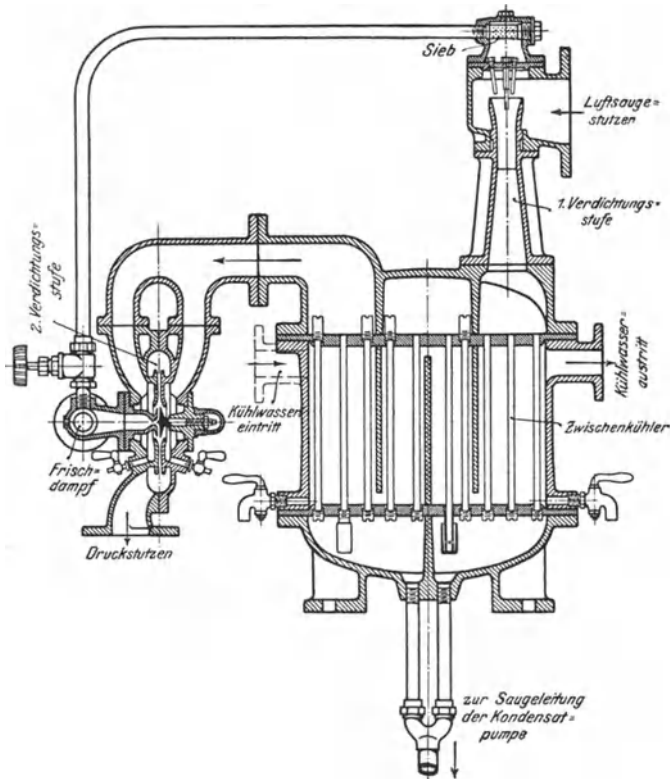 Sieb
Luftsauge=
stutzen
1. Verdichtungs=
stufe
2. Verdichtungs=
stufe
Kühlwasser=
austritt
Kühlwasser
eintritt
Zwischenkühler
Frisch=
dampf
Druckstutzen
zur Saugeleitung
der Kondensat=
pumpe